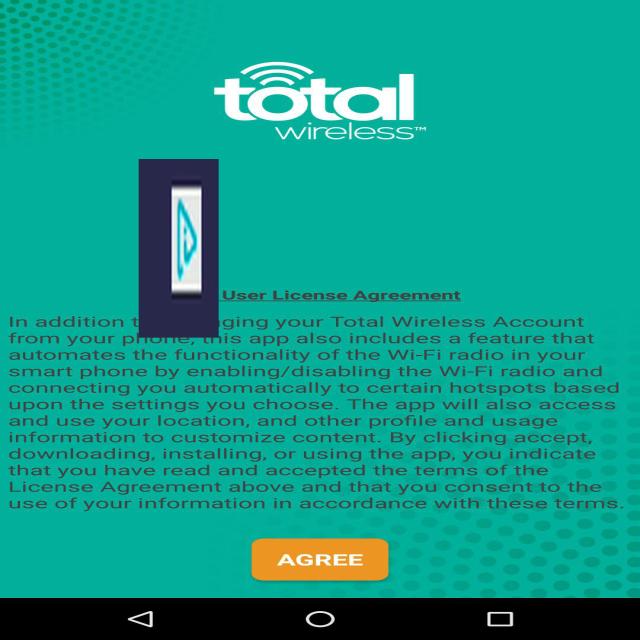 total
wireless™
User License Agreement
In addition t ging your Total Wireless Account
from your phone, this app also includes a feature that
automates the functionality of the Wi-Fi radio in your
smart phone by enabling/disabling the Wi-Fi radio and
connecting you automatically to certain hotspots based
upon the settings you choose. The app will also access
and use your location, and other profile and usage
information to customize content. By clicking accept,
downloading, installing, or using the app, you indicate
that you have read and accepted the terms of the
License Agreement above and that you consent to the
use of your information in accordance with these terms.
AGREE